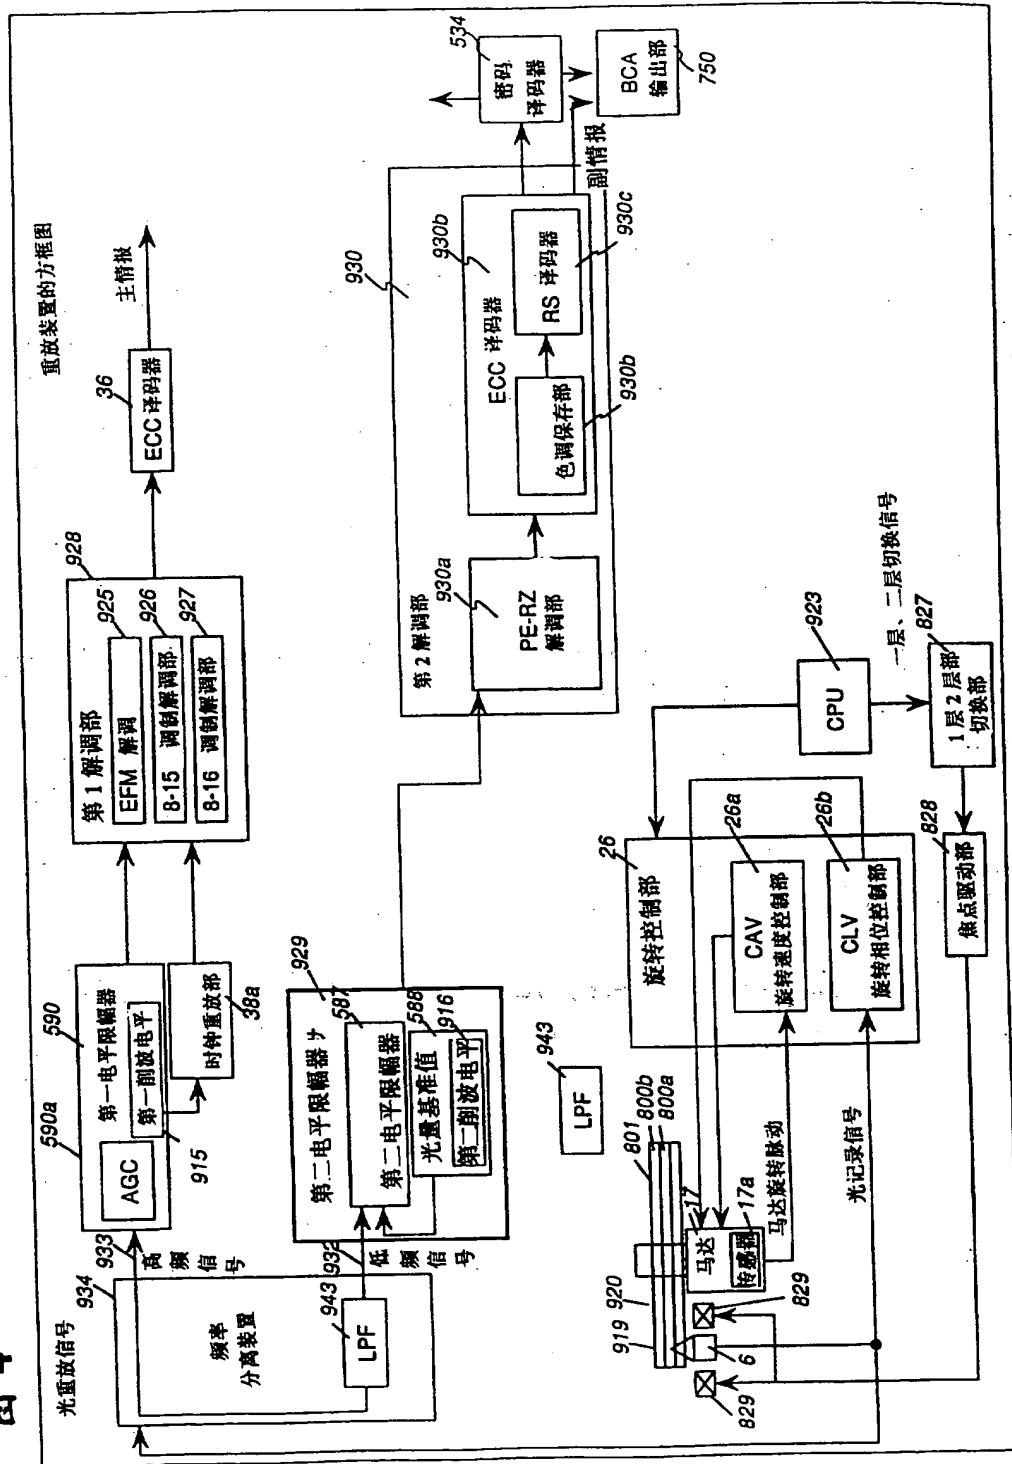 重放装置的方框图
光重放信号
934
频率
分离装置
943
LPF
933
高频信号
932
低频信号
590a
590
第一电平限幅器
AGC
第一削波电平
915
时钟重放部
38a
第1解调部
928
EFM 解调
925
8-15 调制解调部
926
8-16 调制解调部
927
36
ECC 译码器
主情报
929
第二电平限幅器
587
第二电平限幅器
588
光量基准值
916
第二削波电平
930
第2解调部
930a
PE-RZ
解调部
930b
ECC 译码器
色调保存部
930b
RS 译码器
930c
副情报
534
密码
译码器
BCA
输出部
750
943
LPF
919
920
801
800b
800a
17
马达
17a
传感器
829
829
6
马达旋转脉动
光记录信号
26
旋转控制部
26a
CAV
旋转速度控制部
26b
CLV
旋转相位控制部
CPU
923
一层、二层切换信号
827
1层2层部
切换部
828
焦点驱动部